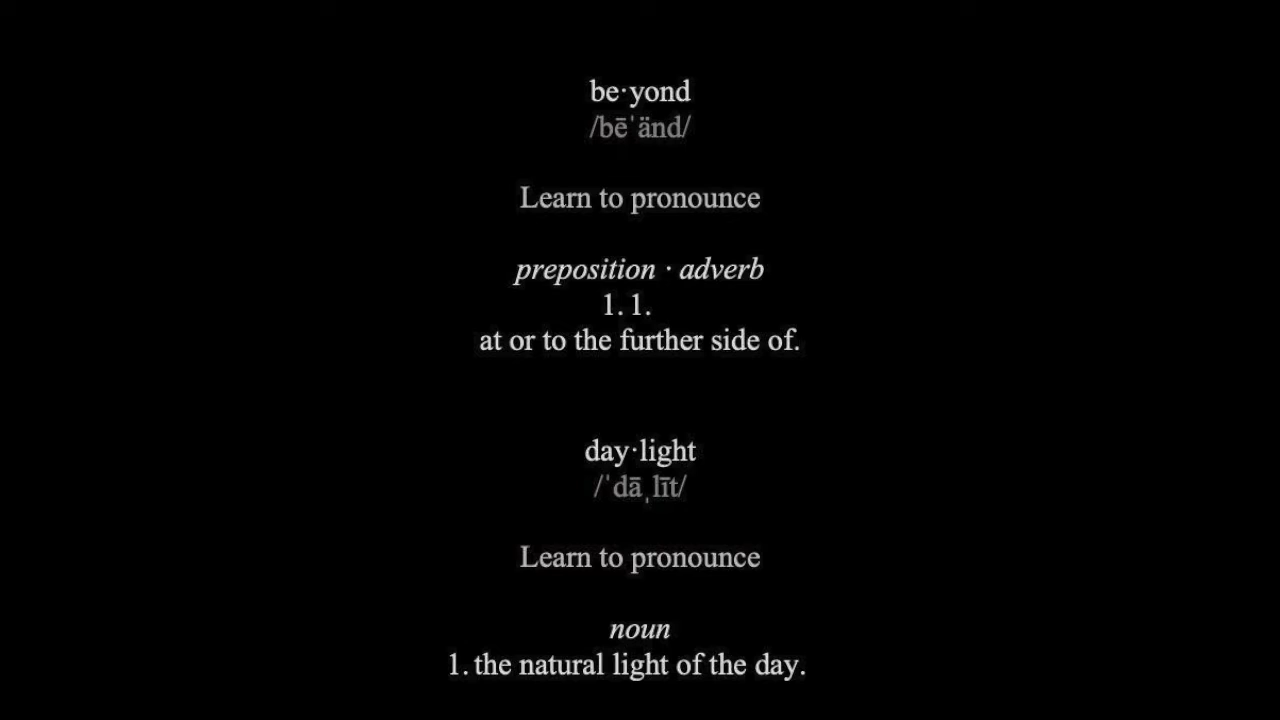 be·yond
/bēˈänd/
Learn to pronounce
preposition · adverb
1. 1.
at or to the further side of.
day·light
/ˈdāˌlīt/
Learn to pronounce
noun
1. the natural light of the day.